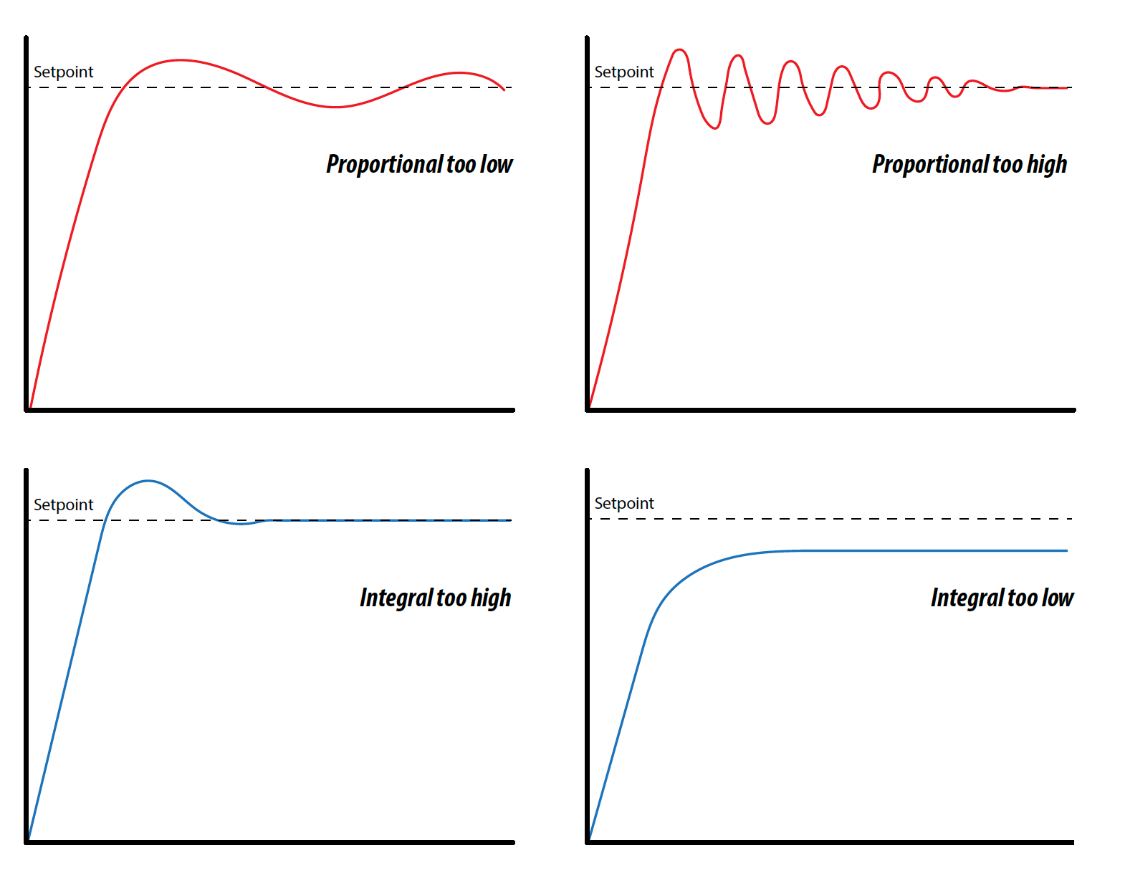 Setpoint
Proportional too low
Setpoint
Proportional too high
Setpoint
Integral too high
Setpoint
Integral too low